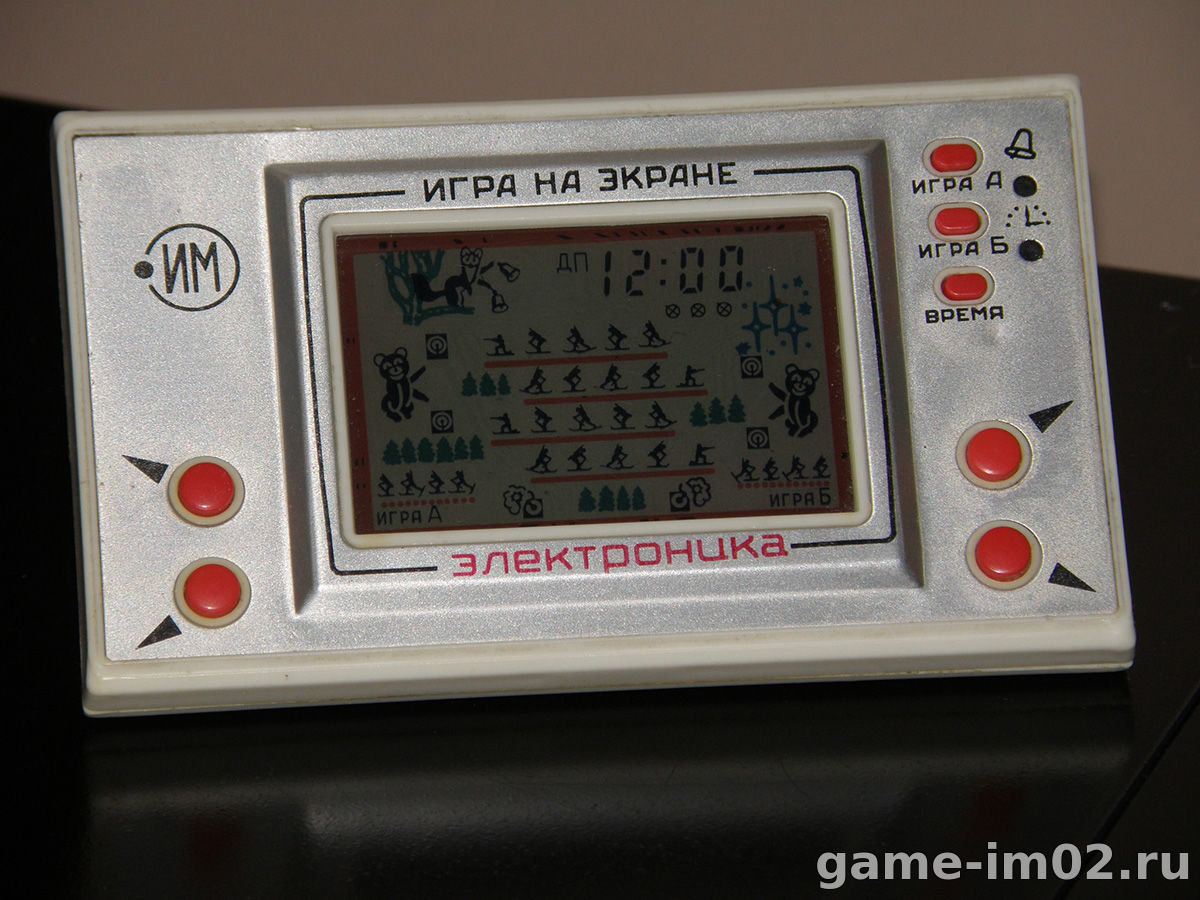 ИГРА НА ЭКРАНЕ
ИМ
ДП 12:00
ИГРА А
ИГРА Б
ВРЕМЯ
ИГРА А
ИГРА Б
электроника
game-im02.ru